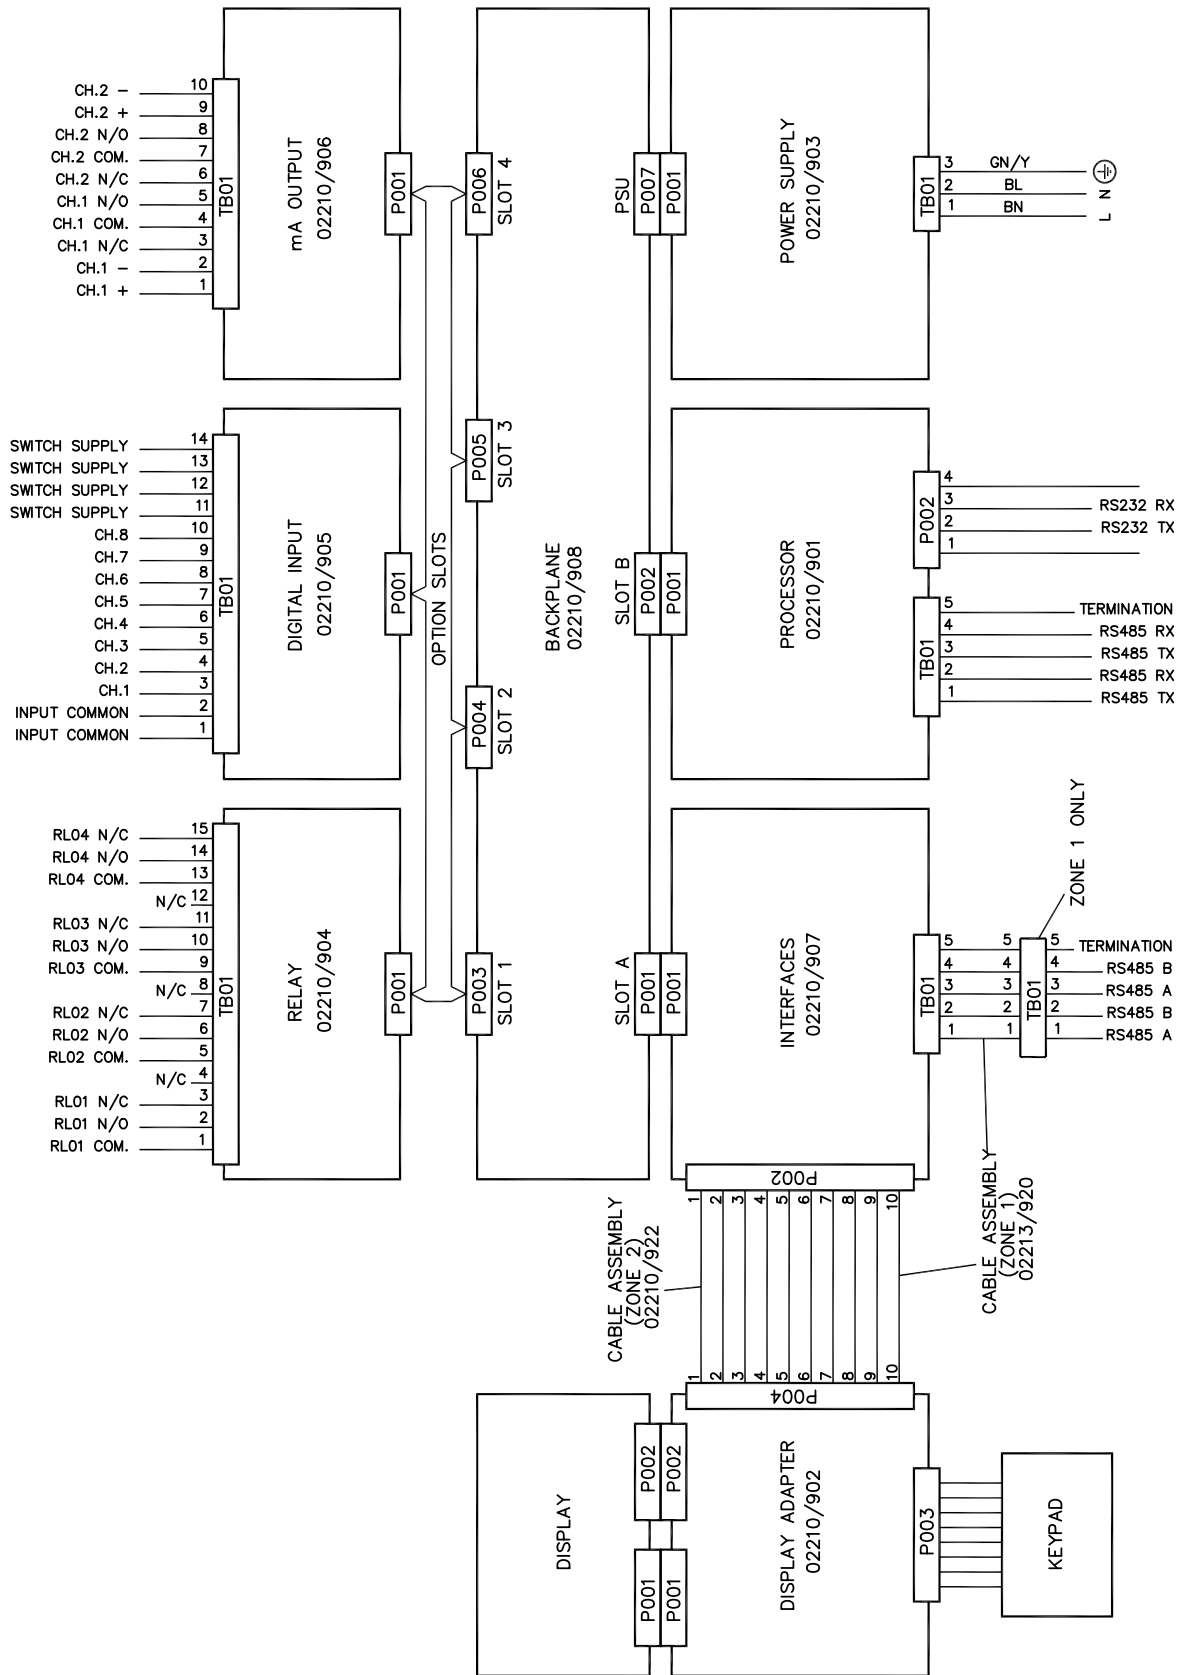 CH.2 − 10
CH.2 + 9
CH.2 N/O 8
CH.2 COM. 7
CH.2 N/C 6
CH.1 N/O 5
CH.1 COM. 4
CH.1 N/C 3
CH.1 − 2
CH.1 + 1
TB01
mA OUTPUT
02210/906
P001
P006
SLOT 4
PSU
P007
P001
POWER SUPPLY
02210/903
TB01
3 GN/Y
2 BL N
1 BN L
SWITCH SUPPLY 14
SWITCH SUPPLY 13
SWITCH SUPPLY 12
SWITCH SUPPLY 11
CH.8 10
CH.7 9
CH.6 8
CH.5 7
CH.4 6
CH.3 5
CH.2 4
CH.1 3
INPUT COMMON 2
INPUT COMMON 1
TB01
DIGITAL INPUT
02210/905
P001
OPTION SLOTS
P005
SLOT 3
P004
SLOT 2
BACKPLANE
02210/908
SLOT B
P002
P001
PROCESSOR
02210/901
P002
4
3 RS232 RX
2 RS232 TX
1
TB01
5 TERMINATION
4 RS485 RX
3 RS485 TX
2 RS485 RX
1 RS485 TX
RL04 N/C 15
RL04 N/O 14
RL04 COM. 13
N/C 12
RL03 N/C 11
RL03 N/O 10
RL03 COM. 9
N/C 8
RL02 N/C 7
RL02 N/O 6
RL02 COM. 5
N/C 4
RL01 N/C 3
RL01 N/O 2
RL01 COM. 1
TB01
RELAY
02210/904
P001
P003
SLOT 1
SLOT A
P001
P001
INTERFACES
02210/907
TB01
ZONE 1 ONLY
TB01
5 5 5 TERMINATION
4 4 4 RS485 B
3 3 3 RS485 A
2 2 2 RS485 B
1 1 1 RS485 A
P002
1 2 3 4 5 6 7 8 9 10
CABLE ASSEMBLY
(ZONE 2)
02210/922
CABLE ASSEMBLY
(ZONE 1)
02213/920
1 2 3 4 5 6 7 8 9 10
P004
DISPLAY
P002
P002
P001
P001
DISPLAY ADAPTER
02210/902
P003
KEYPAD